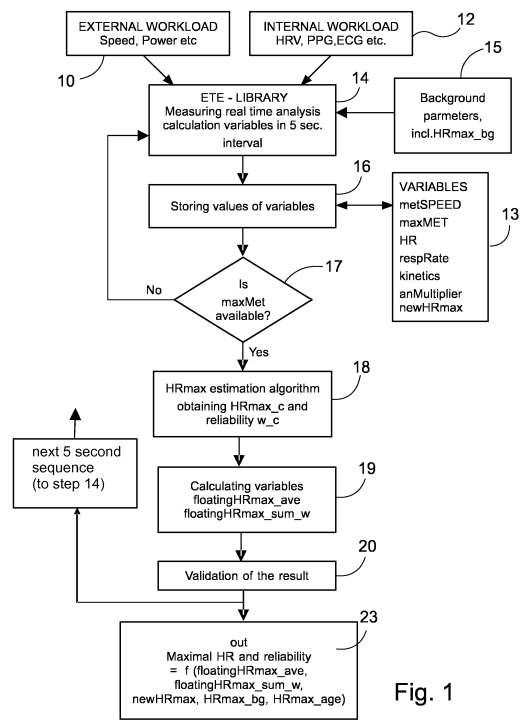 EXTERNAL WORKLOAD
Speed, Power etc
10
INTERNAL WORKLOAD
HRV, PPG,ECG etc.
12
15
Background
parmeters,
incl.HRmax_bg
14
ETE - LIBRARY
Measuring real time analysis
calculation variables in 5 sec.
interval
16
Storing values of variables
VARIABLES
metSPEED
maxMET
HR
respRate
kinetics
anMultiplier
newHRmax
13
17
Is
maxMet
available?
No
Yes
18
HRmax estimation algorithm
obtaining HRmax_c and
reliability w_c
next 5 second
sequence
(to step 14)
19
Calculating variables
floatingHRmax_ave
floatingHRmax_sum_w
20
Validation of the result
23
out
Maximal HR and reliability
= f (floatingHRmax_ave,
floatingHRmax_sum_w,
newHRmax, HRmax_bg, HRmax_age)
Fig. 1